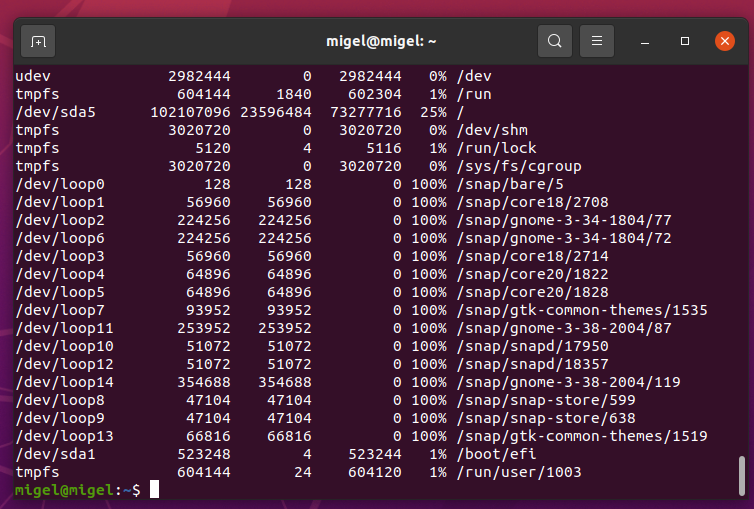 migel@migel: ~
udev 2982444 0 2982444 0% /dev
tmpfs 604144 1840 602304 1% /run
/dev/sda5 102107096 23596484 73277716 25% /
tmpfs 3020720 0 3020720 0% /dev/shm
tmpfs 5120 4 5116 1% /run/lock
tmpfs 3020720 0 3020720 0% /sys/fs/cgroup
/dev/loop0 128 128 0 100% /snap/bare/5
/dev/loop1 56960 56960 0 100% /snap/core18/2708
/dev/loop2 224256 224256 0 100% /snap/gnome-3-34-1804/77
/dev/loop6 224256 224256 0 100% /snap/gnome-3-34-1804/72
/dev/loop3 56960 56960 0 100% /snap/core18/2714
/dev/loop4 64896 64896 0 100% /snap/core20/1822
/dev/loop5 64896 64896 0 100% /snap/core20/1828
/dev/loop7 93952 93952 0 100% /snap/gtk-common-themes/1535
/dev/loop11 253952 253952 0 100% /snap/gnome-3-38-2004/87
/dev/loop10 51072 51072 0 100% /snap/snapd/17950
/dev/loop12 51072 51072 0 100% /snap/snapd/18357
/dev/loop14 354688 354688 0 100% /snap/gnome-3-38-2004/119
/dev/loop8 47104 47104 0 100% /snap/snap-store/599
/dev/loop9 47104 47104 0 100% /snap/snap-store/638
/dev/loop13 66816 66816 0 100% /snap/gtk-common-themes/1519
/dev/sda1 523248 4 523244 1% /boot/efi
tmpfs 604144 24 604120 1% /run/user/1003
migel@migel:~$